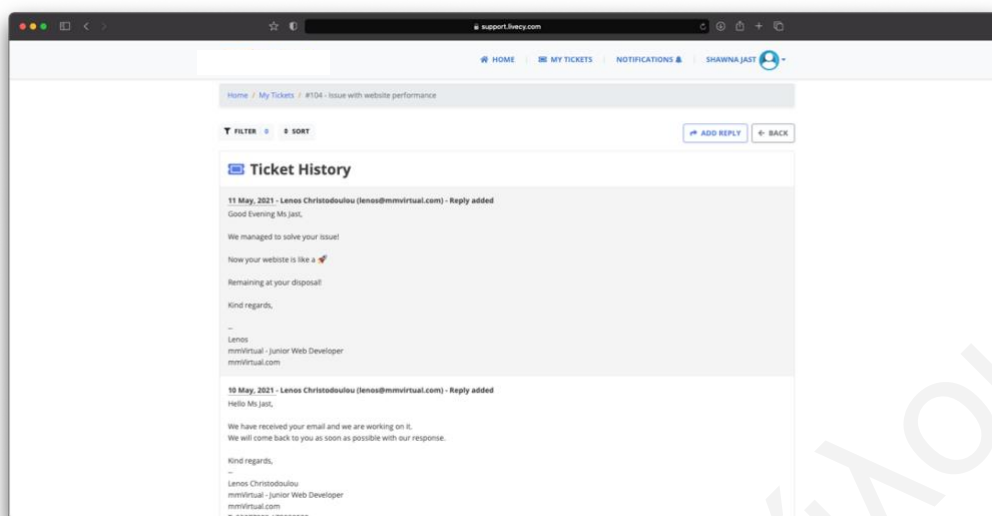 support.livecy.com
HOME MY TICKETS NOTIFICATIONS SHAWNA JAST
Home / My Tickets / #104 - Issue with website performance
FILTER 0 0 SORT ADD REPLY BACK
Ticket History
11 May, 2021 - Lenos Christodoulou (lenos@mmvirtual.com) - Reply added
Good Evening Ms Jast,
We managed to solve your issue!
Now your webiste is like a 🚀
Remaining at your disposal!
Kind regards,
--
Lenos
mmVirtual - Junior Web Developer
mmVirtual.com
10 May, 2021 - Lenos Christodoulou (lenos@mmvirtual.com) - Reply added
Hello Ms Jast,
We have received your email and we are working on it.
We will come back to you as soon as possible with our response.
Kind regards,
--
Lenos Christodoulou
mmVirtual - Junior Web Developer
mmVirtual.com